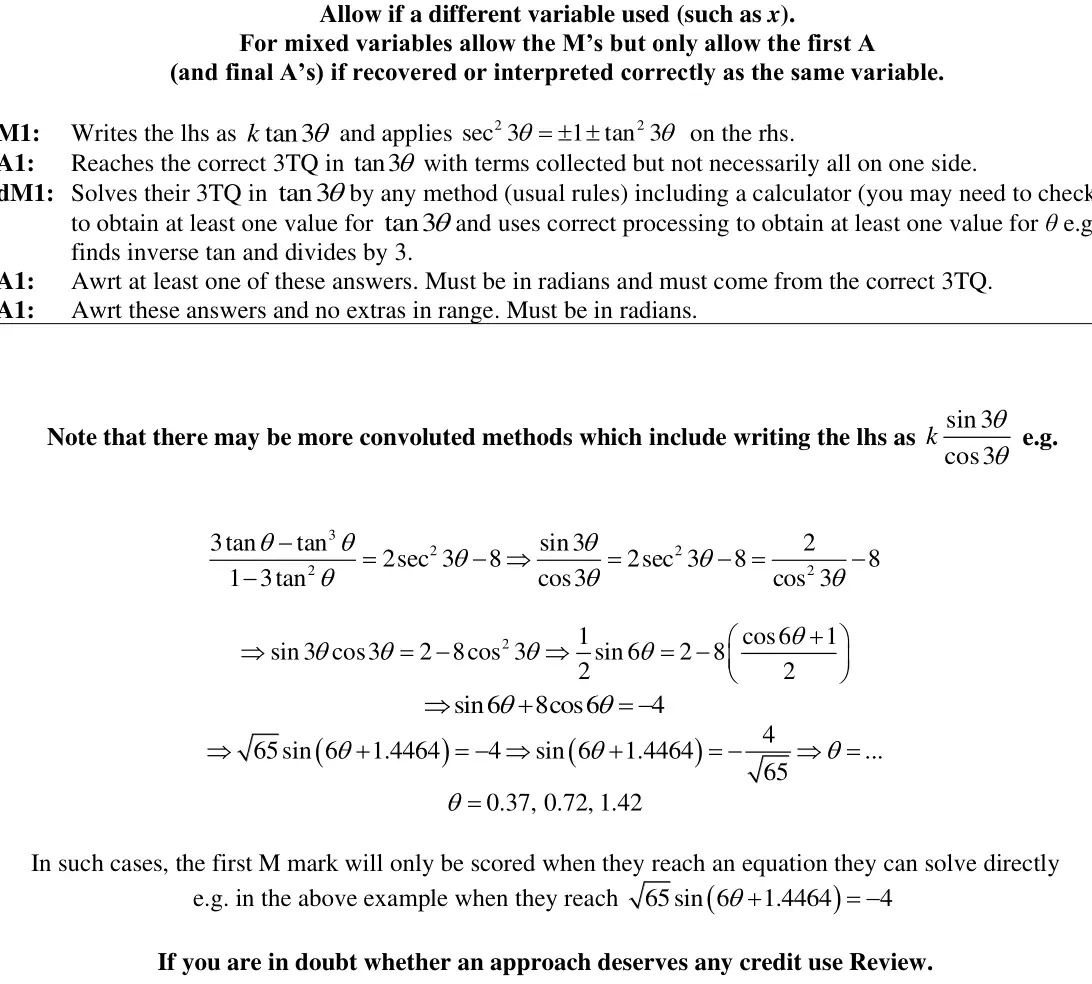 Allow if a different variable used (such as x).
For mixed variables allow the M's but only allow the first A
(and final A's) if recovered or interpreted correctly as the same variable.
M1: Writes the lhs as k tan 3θ and applies sec² 3θ = ±1 ± tan² 3θ on the rhs.
A1: Reaches the correct 3TQ in tan 3θ with terms collected but not necessarily all on one side.
dM1: Solves their 3TQ in tan 3θ by any method (usual rules) including a calculator (you may need to check
to obtain at least one value for tan 3θ and uses correct processing to obtain at least one value for θ e.g
finds inverse tan and divides by 3.
A1: Awrt at least one of these answers. Must be in radians and must come from the correct 3TQ.
A1: Awrt these answers and no extras in range. Must be in radians.
Note that there may be more convoluted methods which include writing the lhs as k sin 3θ / cos 3θ e.g.
(3 tan θ − tan³ θ) / (1 − 3 tan² θ) = 2 sec² 3θ − 8 ⇒ sin 3θ / cos 3θ = 2 sec² 3θ − 8 = 2 / cos² 3θ − 8
⇒ sin 3θ cos 3θ = 2 − 8 cos² 3θ ⇒ 1/2 sin 6θ = 2 − 8((cos 6θ + 1) / 2)
⇒ sin 6θ + 8 cos 6θ = −4
⇒ √65 sin (6θ + 1.4464) = −4 ⇒ sin (6θ + 1.4464) = −4/√65 ⇒ θ = ...
θ = 0.37, 0.72, 1.42
In such cases, the first M mark will only be scored when they reach an equation they can solve directly
e.g. in the above example when they reach √65 sin (6θ + 1.4464) = −4
If you are in doubt whether an approach deserves any credit use Review.